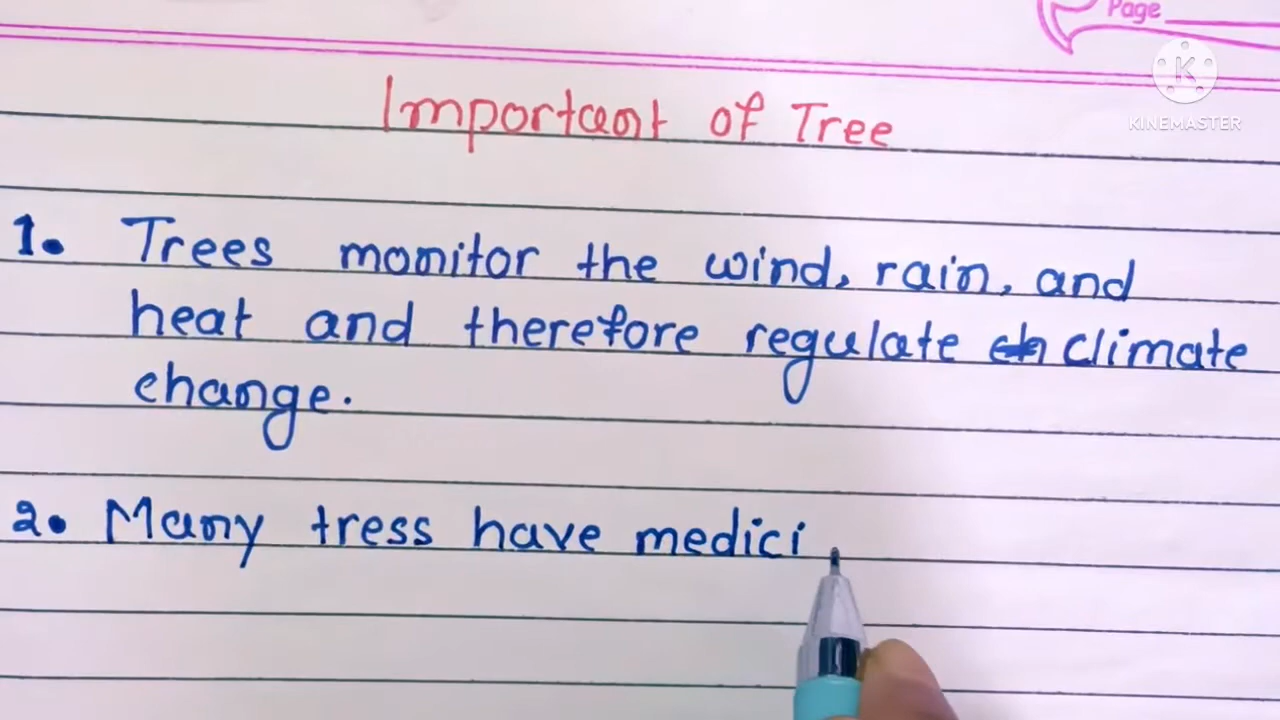 Page
KINEMASTER
Important of Tree
1. Trees monitor the wind, rain, and
heat and therefore regulate climate
change.
2. Many tress have medici